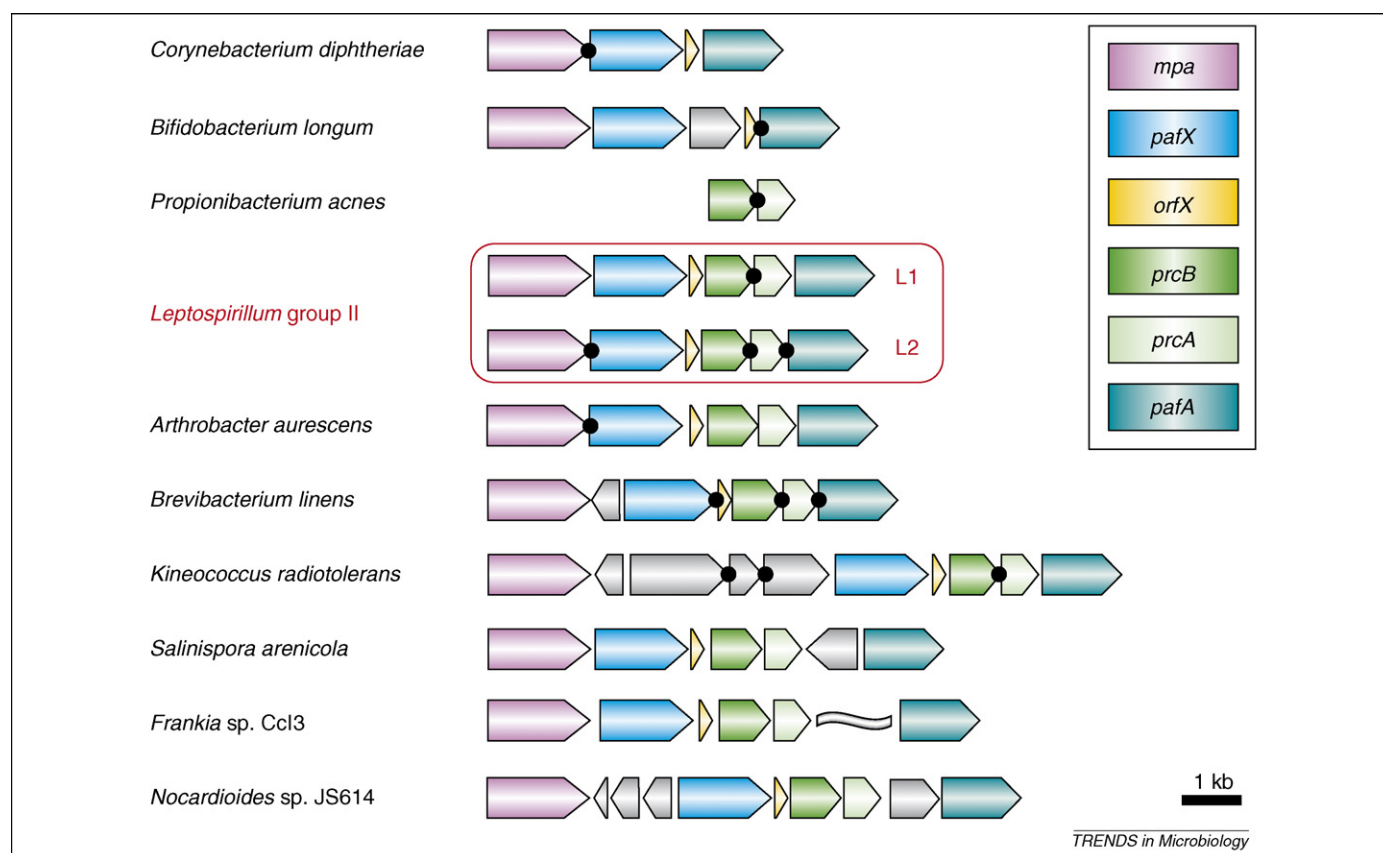 Corynebacterium diphtheriae
Bifidobacterium longum
Propionibacterium acnes
Leptospirillum group II
L1
L2
Arthrobacter aurescens
Brevibacterium linens
Kineococcus radiotolerans
Salinispora arenicola
Frankia sp. CcI3
Nocardioides sp. JS614
mpa
pafX
orfX
prcB
prcA
pafA
1 kb
TRENDS in Microbiology